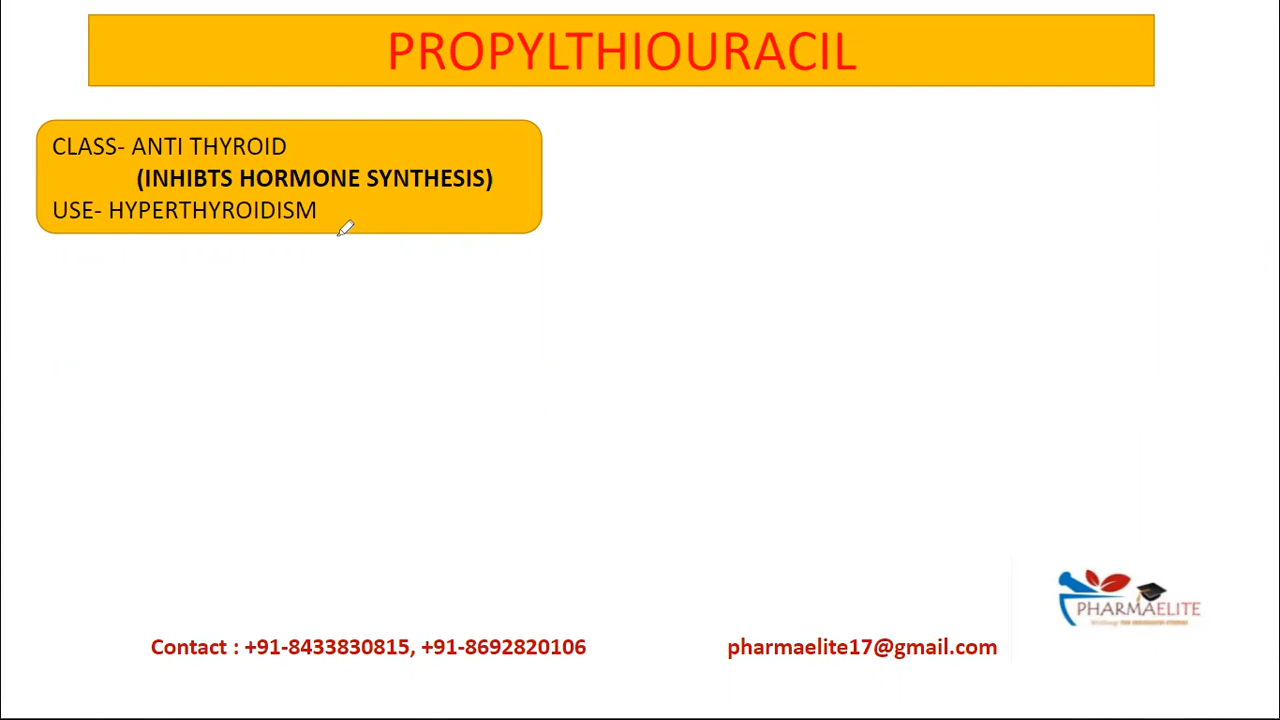 PROPYLTHIOURACIL
CLASS- ANTI THYROID
(INHIBTS HORMONE SYNTHESIS)
USE- HYPERTHYROIDISM
PHARMAELITE
Contact : +91-8433830815, +91-8692820106
pharmaelite17@gmail.com